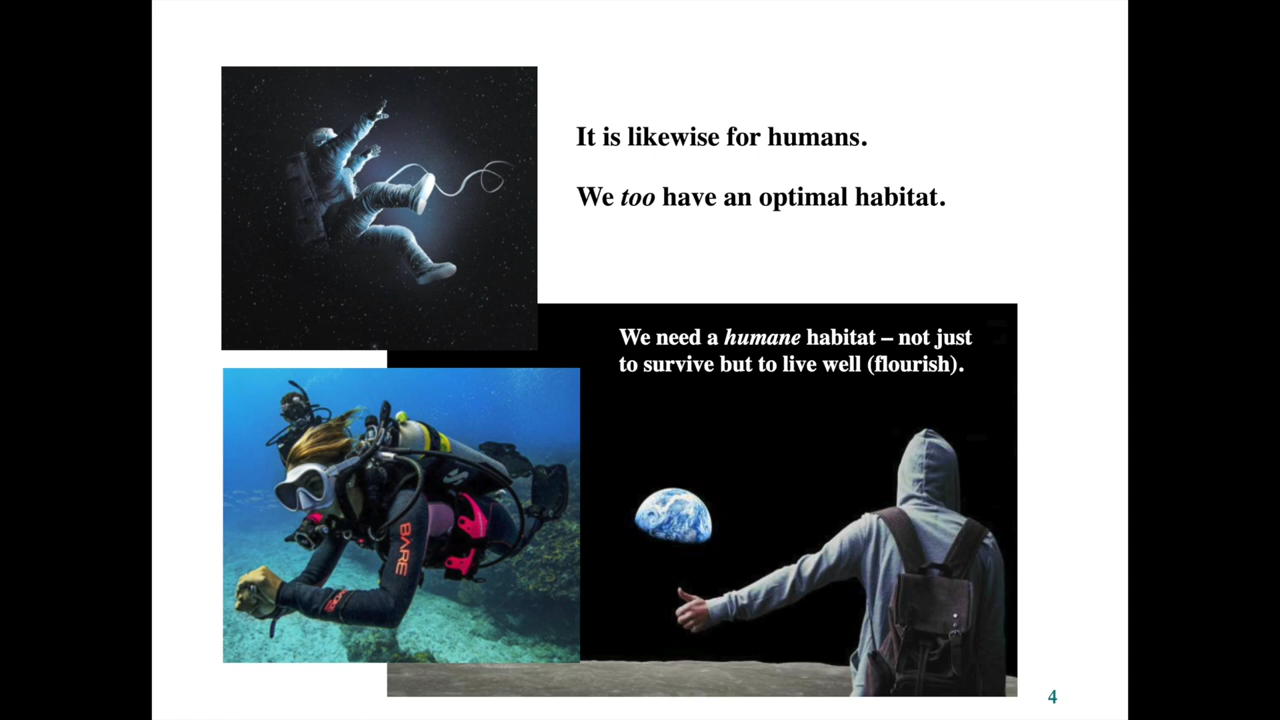 It is likewise for humans.
We too have an optimal habitat.
We need a humane habitat – not just
to survive but to live well (flourish).
BARE
4